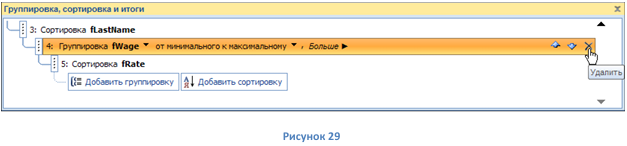 Группировка, сортировка и итоги
3: Сортировка fLastName
4: Группировка fWage от минимального к максимальному , Больше
5: Сортировка fRate
Добавить группировку Добавить сортировку
Удалить
Рисунок 29